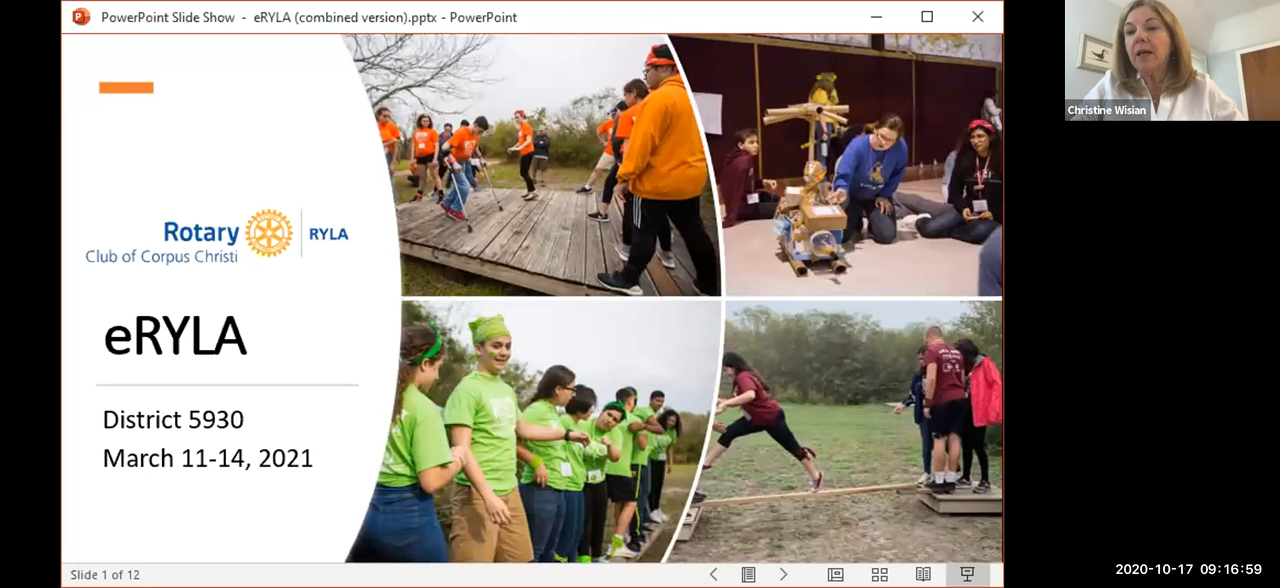 PowerPoint Slide Show - eRYLA (combined version).pptx - PowerPoint
Christine Wisian
Rotary
Club of Corpus Christi
RYLA
eRYLA
District 5930
March 11-14, 2021
Slide 1 of 12
2020-10-17 09:16:59